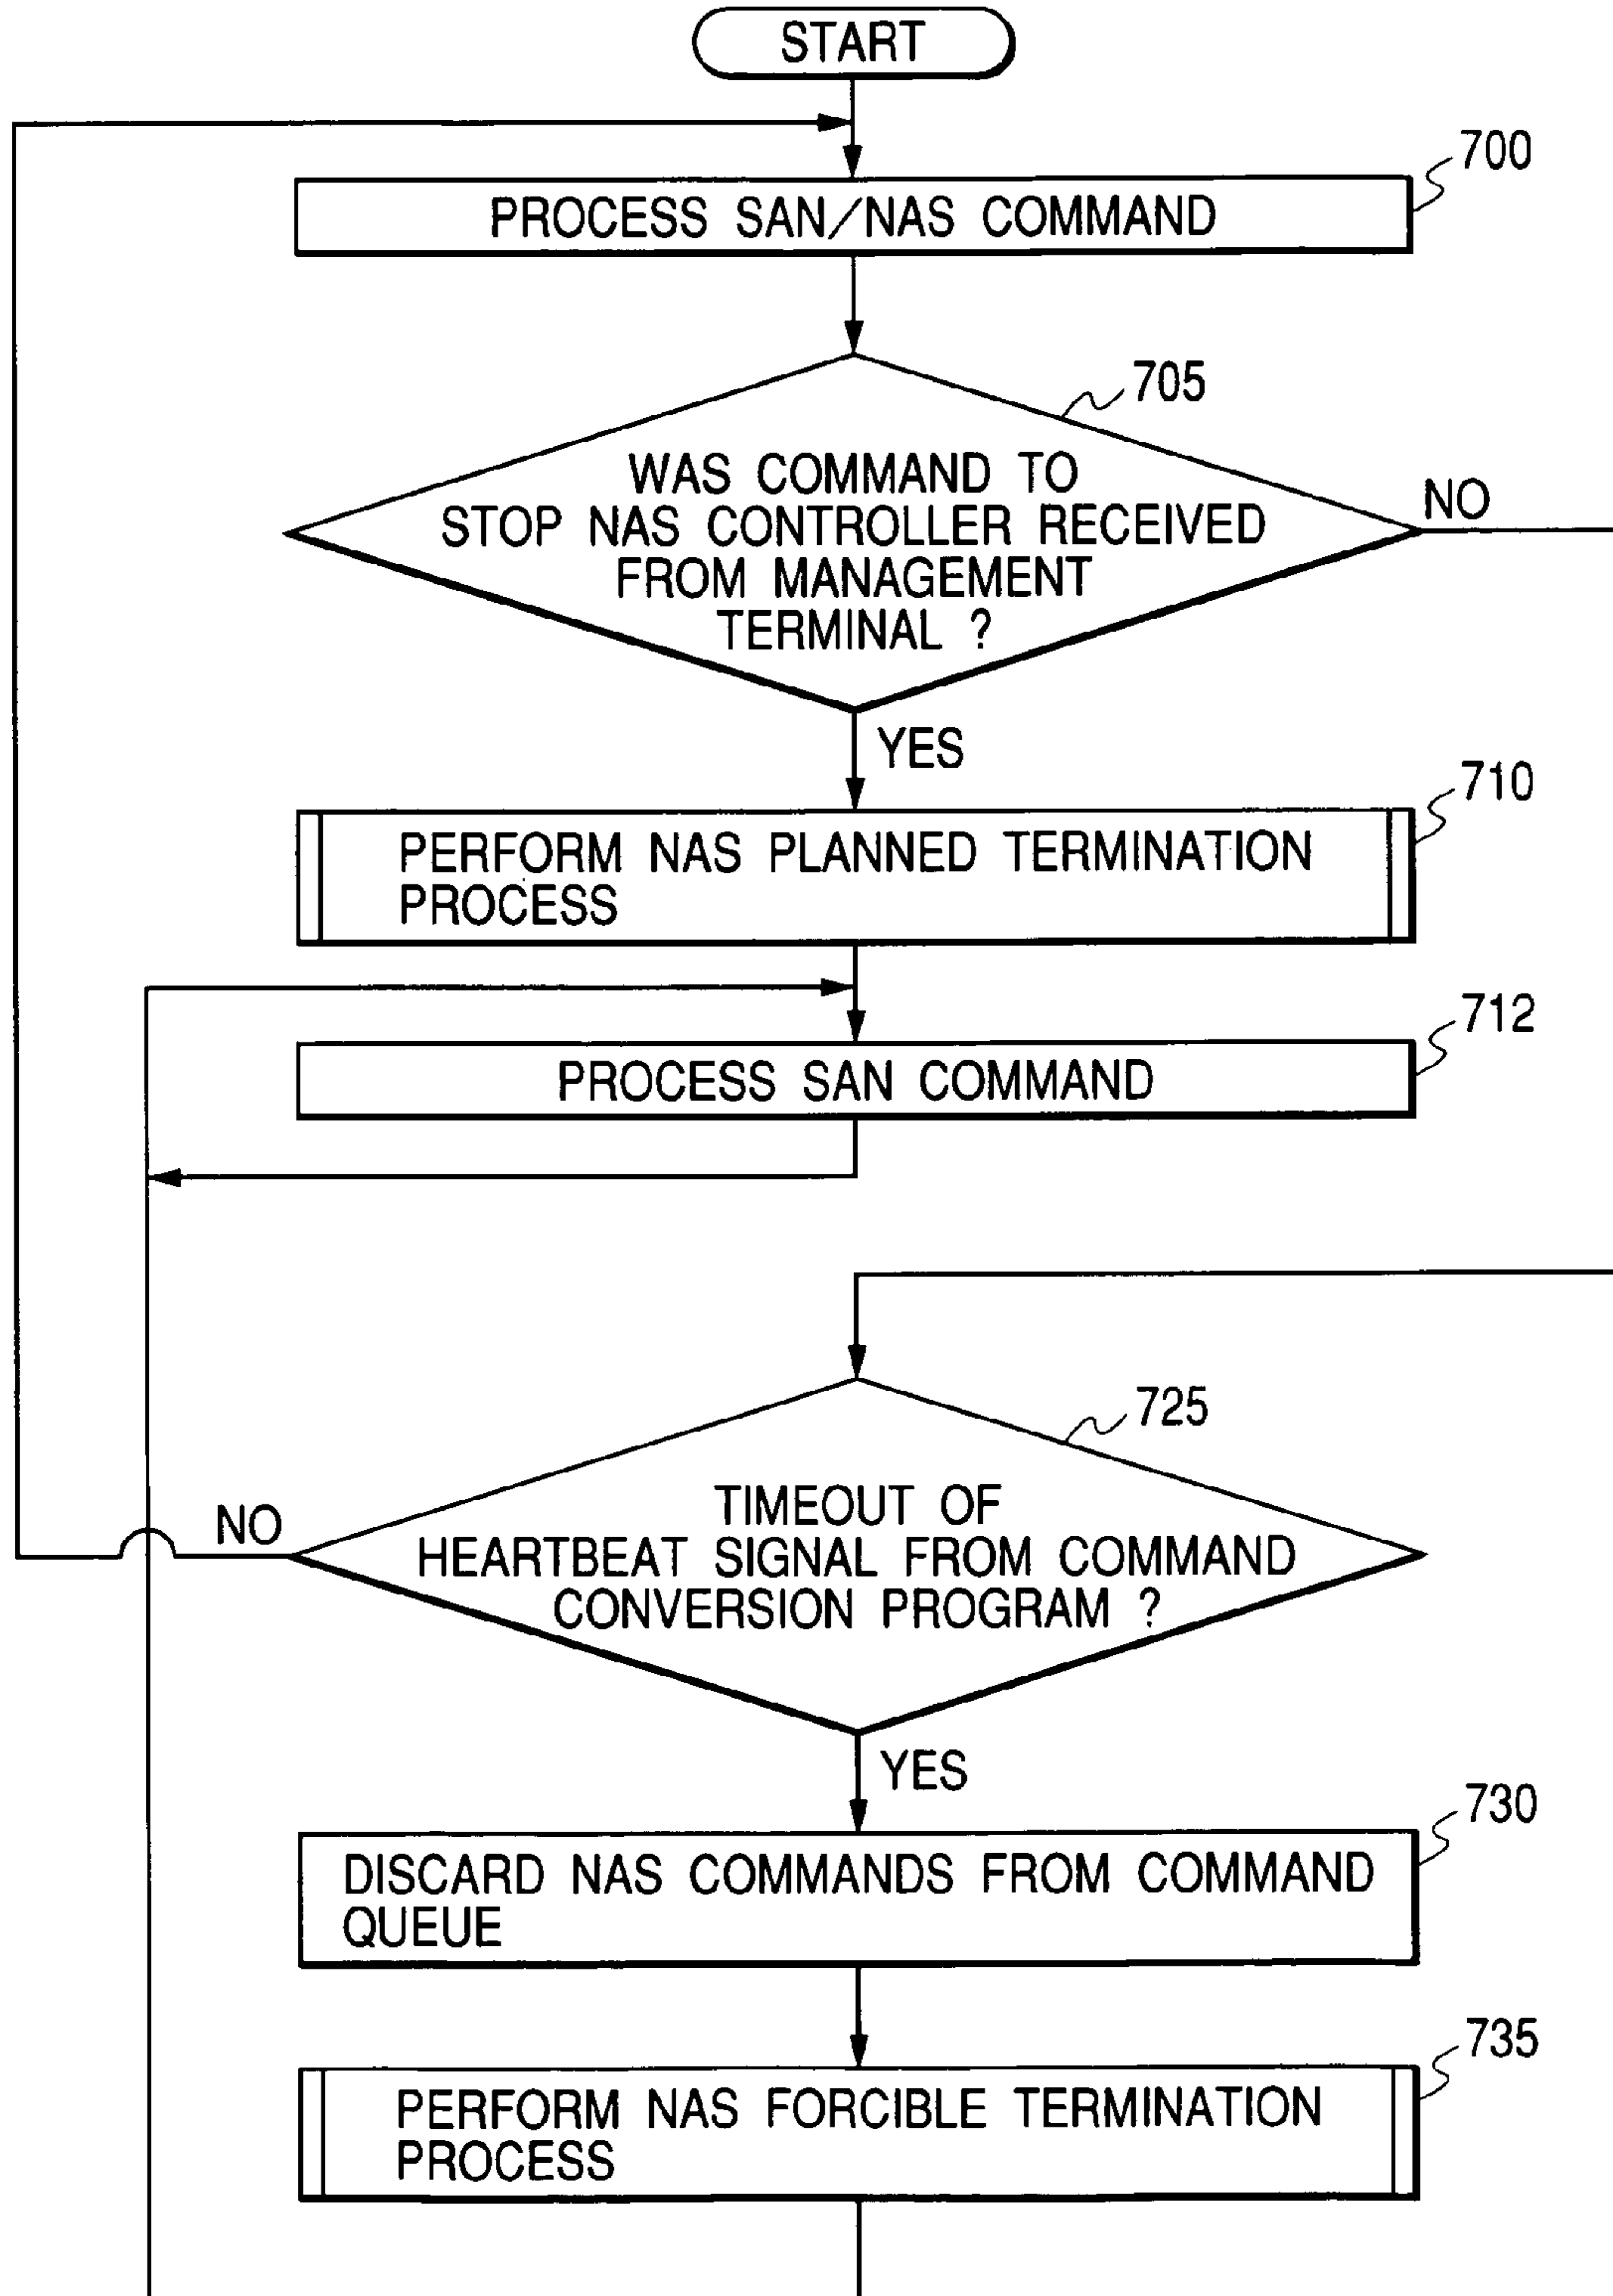 START
700
PROCESS SAN/NAS COMMAND
705
WAS COMMAND TO
STOP NAS CONTROLLER RECEIVED
FROM MANAGEMENT
TERMINAL ?
NO
YES
710
PERFORM NAS PLANNED TERMINATION
PROCESS
712
PROCESS SAN COMMAND
725
TIMEOUT OF
HEARTBEAT SIGNAL FROM COMMAND
CONVERSION PROGRAM ?
NO
YES
730
DISCARD NAS COMMANDS FROM COMMAND
QUEUE
735
PERFORM NAS FORCIBLE TERMINATION
PROCESS